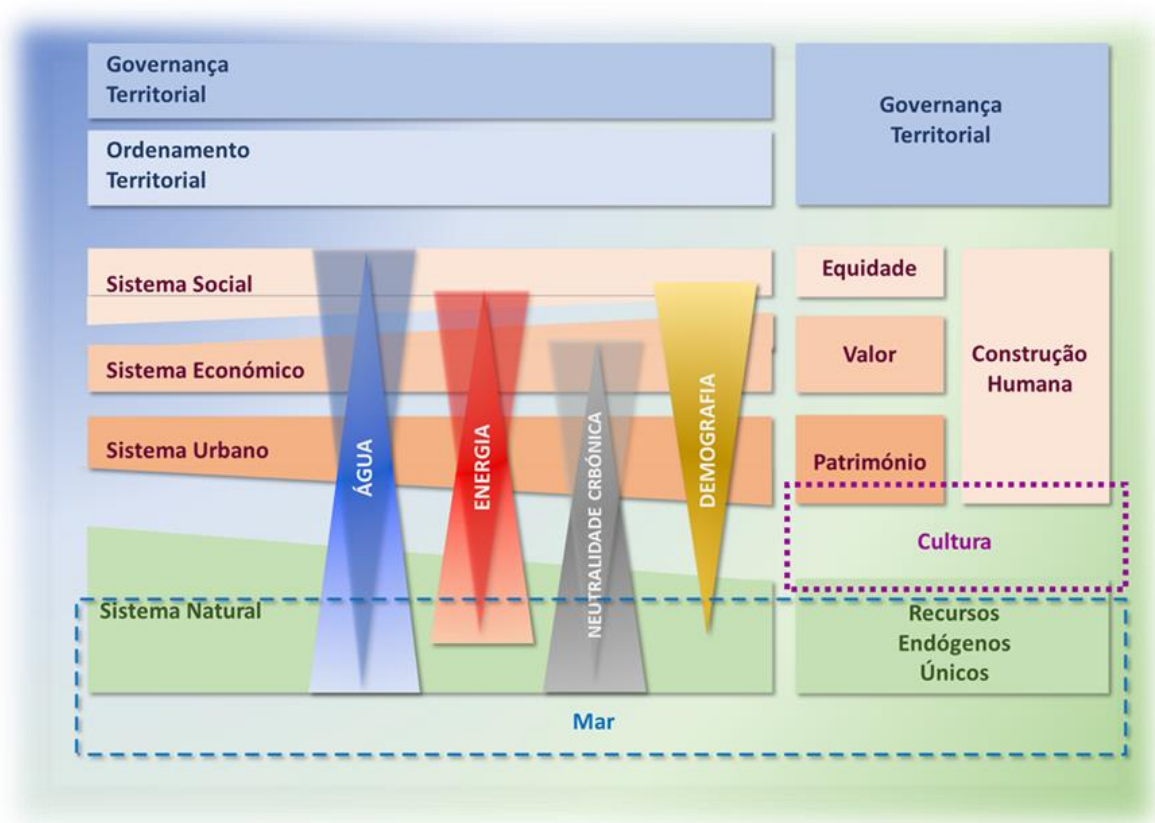 Governança
Territorial
Governança
Territorial
Ordenamento
Territorial
Sistema Social
Equidade
Sistema Económico
Valor
Construção
Humana
Sistema Urbano
Património
ÁGUA
ENERGIA
NEUTRALIDADE CRBÓNICA
DEMOGRAFIA
Cultura
Sistema Natural
Recursos
Endógenos
Únicos
Mar